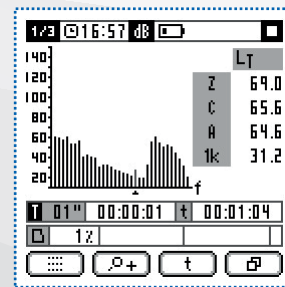 1/3 16:57 dB
140 LT
120 Z 69.0
100 C 65.6
80 A 64.6
60 1k 31.2
40
20 f
T 01" 00:00:01 t 00:01:04
1%
+ t